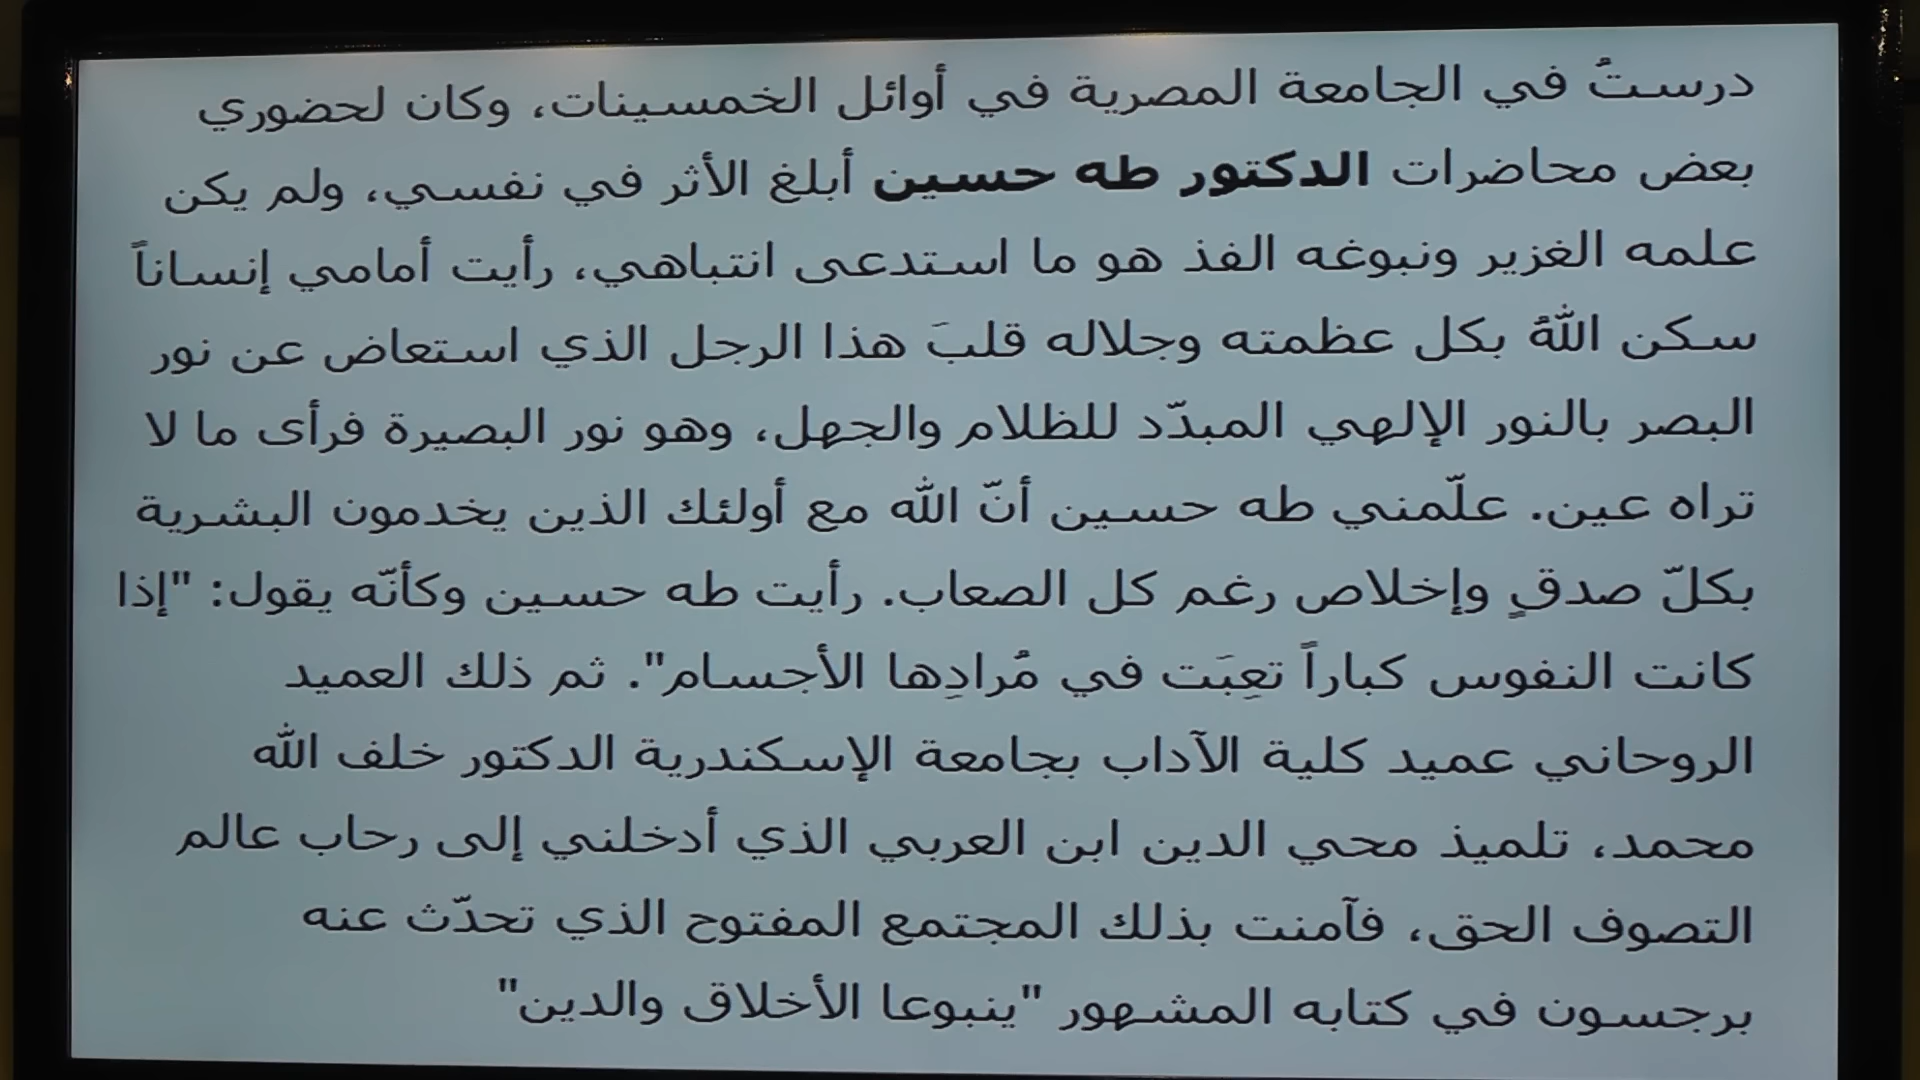 درستُ في الجامعة المصرية في أوائل الخمسينات، وكان لحضوري
بعض محاضرات الدكتور طه حسين أبلغ الأثر في نفسي، ولم يكن
علمه الغزير ونبوغه الفذ هو ما استدعى انتباهي، رأيت أمامي إنساناً
سكن اللهُ بكل عظمته وجلاله قلبَ هذا الرجل الذي استعاض عن نور
البصر بالنور الإلهي المبدّد للظلام والجهل، وهو نور البصيرة فرأى ما لا
تراه عين. علّمني طه حسين أنّ الله مع أولئك الذين يخدمون البشرية
بكلّ صدقٍ وإخلاص رغم كل الصعاب. رأيت طه حسين وكأنّه يقول: "إذا
كانت النفوس كباراً تعِبَت في مُرادِها الأجسام". ثم ذلك العميد
الروحاني عميد كلية الآداب بجامعة الإسكندرية الدكتور خلف الله
محمد، تلميذ محي الدين ابن العربي الذي أدخلني إلى رحاب عالم
التصوف الحق، فآمنت بذلك المجتمع المفتوح الذي تحدّث عنه
برجسون في كتابه المشهور "ينبوعا الأخلاق والدين"